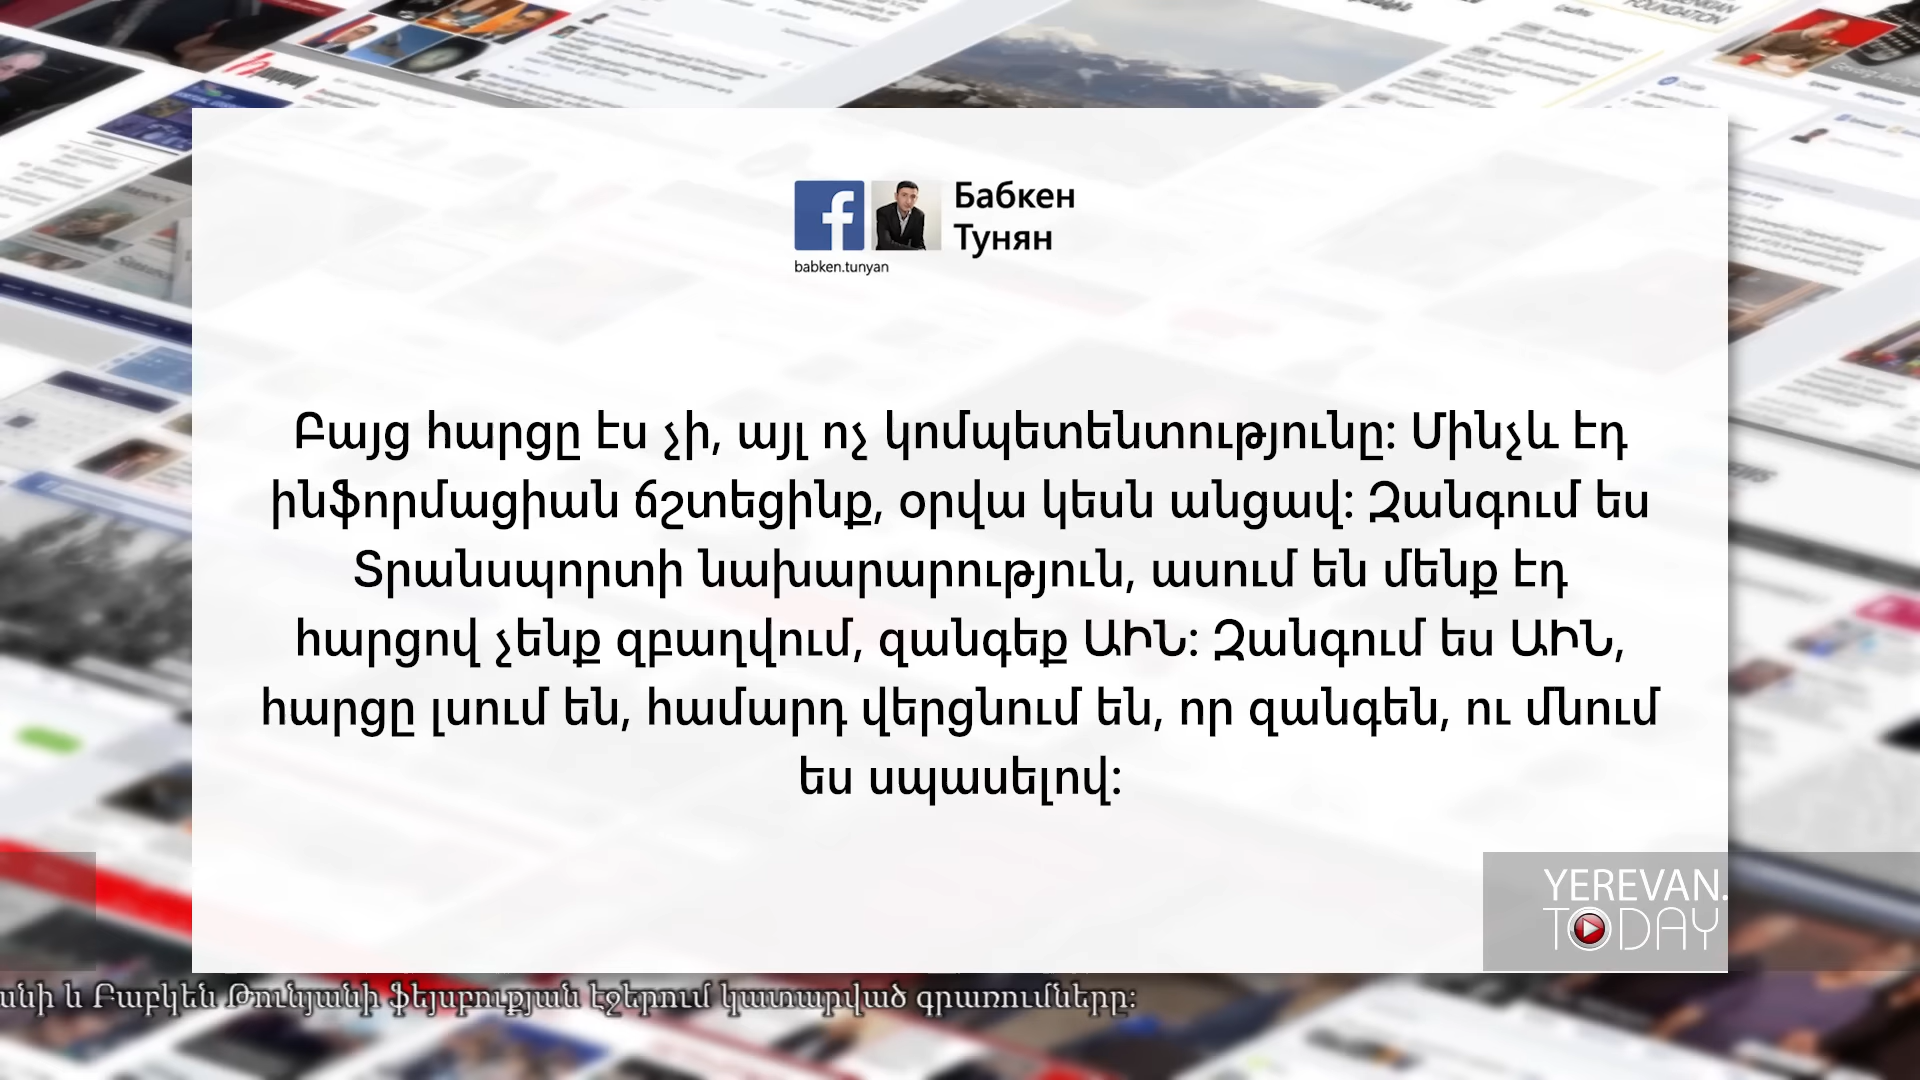 Бабкен
Тунян
babken.tunyan
Բայց հարցը էս չի, այլ ոչ կոմպետենտությունը: Մինչև էդ
ինֆորմացիան ճշտեցինք, օրվա կեսն անցավ: Զանգում ես
Տրանսպորտի նախարարություն, ասում են մենք էդ
հարցով չենք զբաղվում, զանգեք ԱԻՆ: Զանգում ես ԱԻՆ,
հարցը լսում են, համարդ վերցնում են, որ զանգեն, ու մնում
ես սպասելով:
YEREVAN.
TODAY
անի և Բաբկեն Թունյանի ֆեյսբուքյան էջերում կատարված գրառումները: